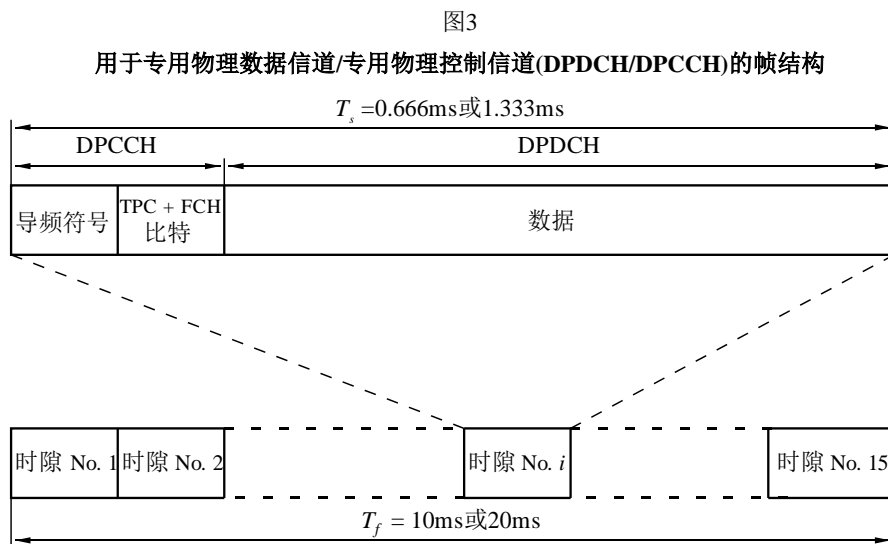 图3
用于专用物理数据信道/专用物理控制信道(DPDCH/DPCCH)的帧结构
T_s =0.666ms或1.333ms
DPCCH
DPDCH
导频符号
TPC + FCH
比特
数据
时隙 No. 1
时隙 No. 2
时隙 No. i
时隙 No. 15
T_f = 10ms或20ms